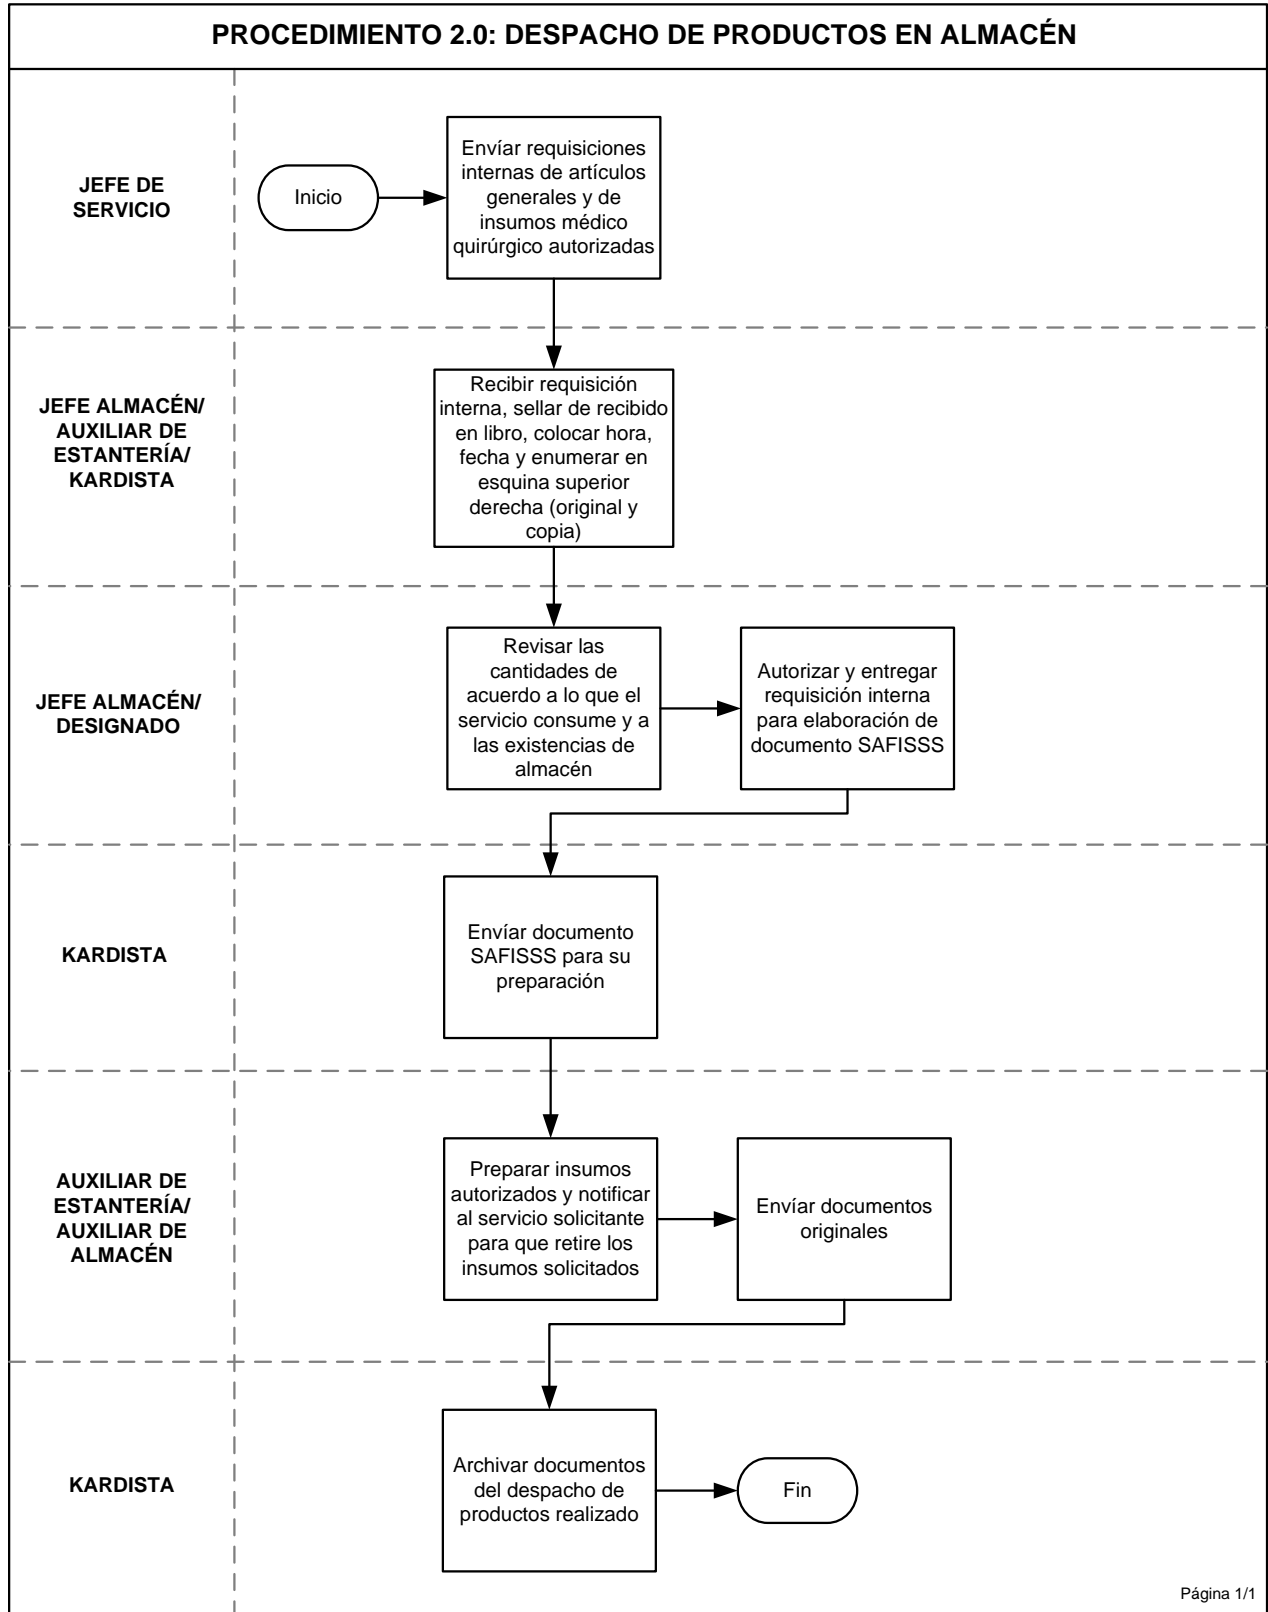 PROCEDIMIENTO 2.0: DESPACHO DE PRODUCTOS EN ALMACÉN
JEFE DE
SERVICIO
Inicio
Envíar requisiciones
internas de artículos
generales y de
insumos médico
quirúrgico autorizadas
JEFE ALMACÉN/
AUXILIAR DE
ESTANTERÍA/
KARDISTA
Recibir requisición
interna, sellar de recibido
en libro, colocar hora,
fecha y enumerar en
esquina superior
derecha (original y
copia)
JEFE ALMACÉN/
DESIGNADO
Revisar las
cantidades de
acuerdo a lo que el
servicio consume y a
las existencias de
almacén
Autorizar y entregar
requisición interna
para elaboración de
documento SAFISSS
KARDISTA
Envíar documento
SAFISSS para su
preparación
AUXILIAR DE
ESTANTERÍA/
AUXILIAR DE
ALMACÉN
Preparar insumos
autorizados y notificar
al servicio solicitante
para que retire los
insumos solicitados
Envíar documentos
originales
KARDISTA
Archivar documentos
del despacho de
productos realizado
Fin
Página 1/1